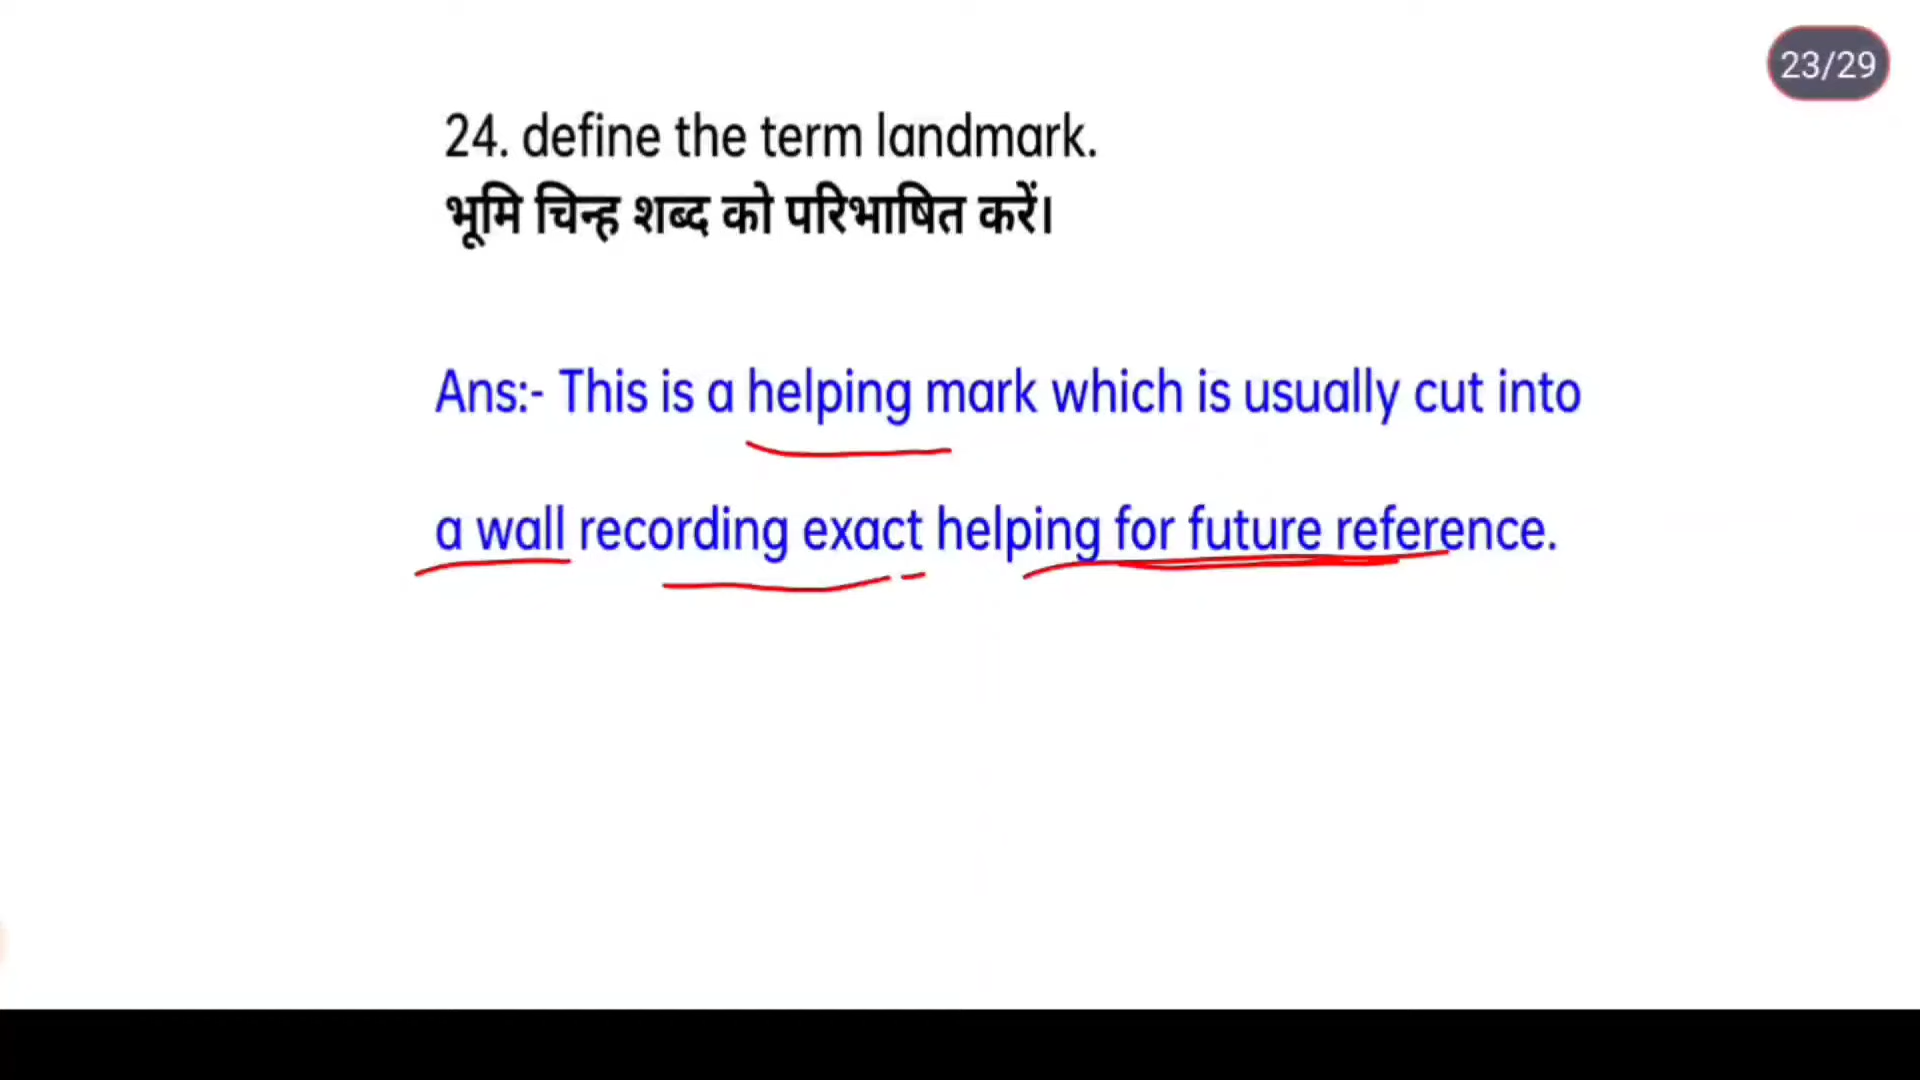 23/29
24. define the term landmark.
भूमि चिन्ह शब्द को परिभाषित करें।
Ans:- This is a helping mark which is usually cut into
a wall recording exact helping for future reference.